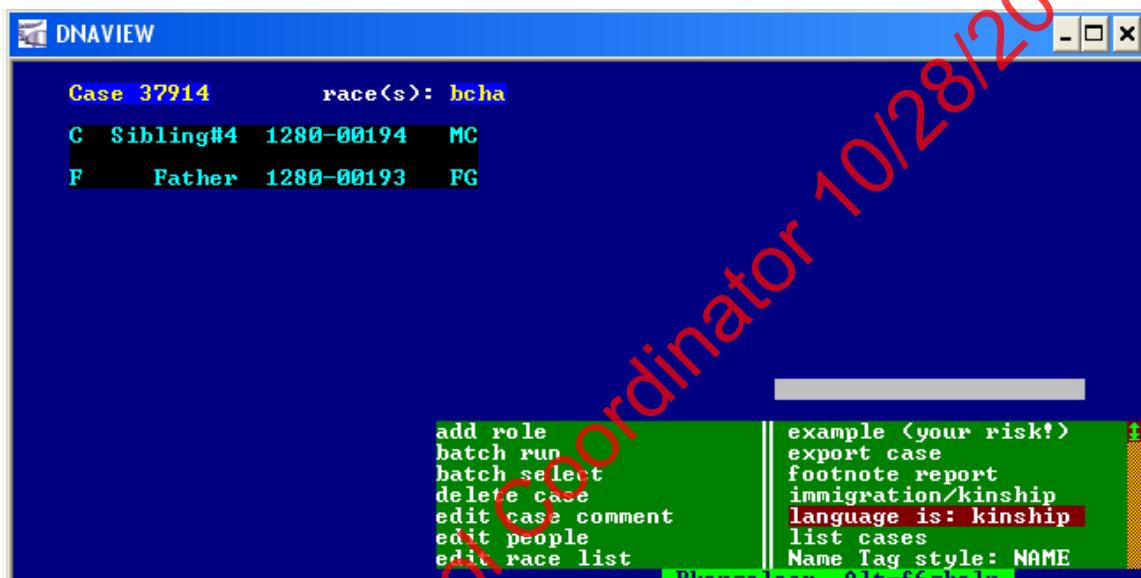 DNAVIEW
Case 37914 race(s): bcha
C Sibling#4 1280-00194 MC
F Father 1280-00193 FG
add role
batch run
batch select
delete case
edit case comment
edit people
edit race list
example (your risk!)
export case
footnote report
immigration/kinship
language is: kinship
list cases
Name Tag style: NAME
Coordinator 10/28/20